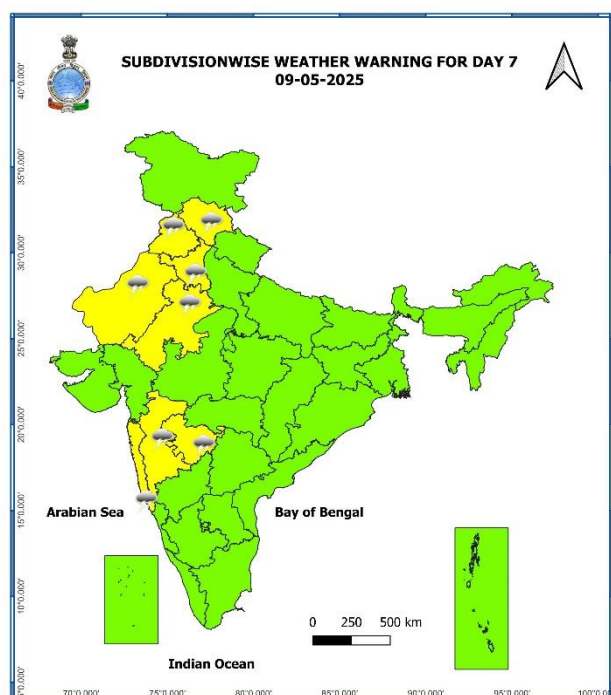 SUBDIVISIONWISE WEATHER WARNING FOR DAY 7
09-05-2025
40°0.000'
35°0.000'
30°0.000'
25°0.000'
20°0.000'
15°0.000'
10°0.000'
5°0.000'
Arabian Sea
Bay of Bengal
0 250 500 km
Indian Ocean
70°0.000' 75°0.000' 80°0.000' 85°0.000' 90°0.000' 95°0.000'